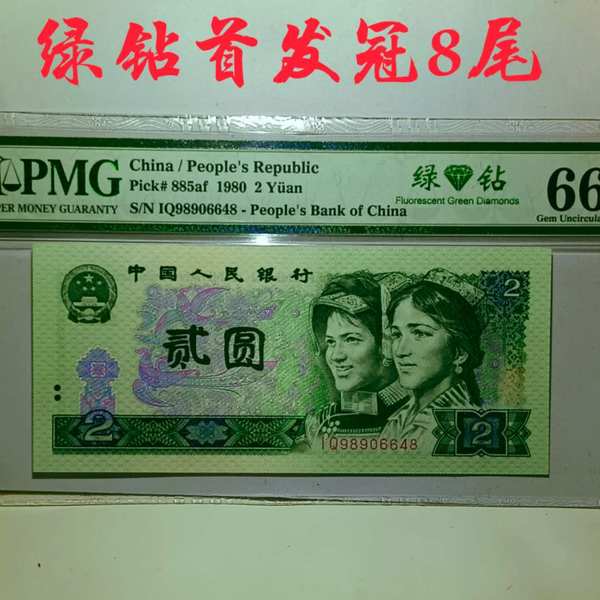 绿钻首发冠8尾
PMG
China / People's Republic
Pick# 885af 1980 2 Yüan
S/N IQ98906648 - People's Bank of China
PER MONEY GUARANTY
绿 钻
Fluorescent Green Diamonds
66
Gem Uncircula
中国人民银行
贰圆
2
2
2
IQ98906648